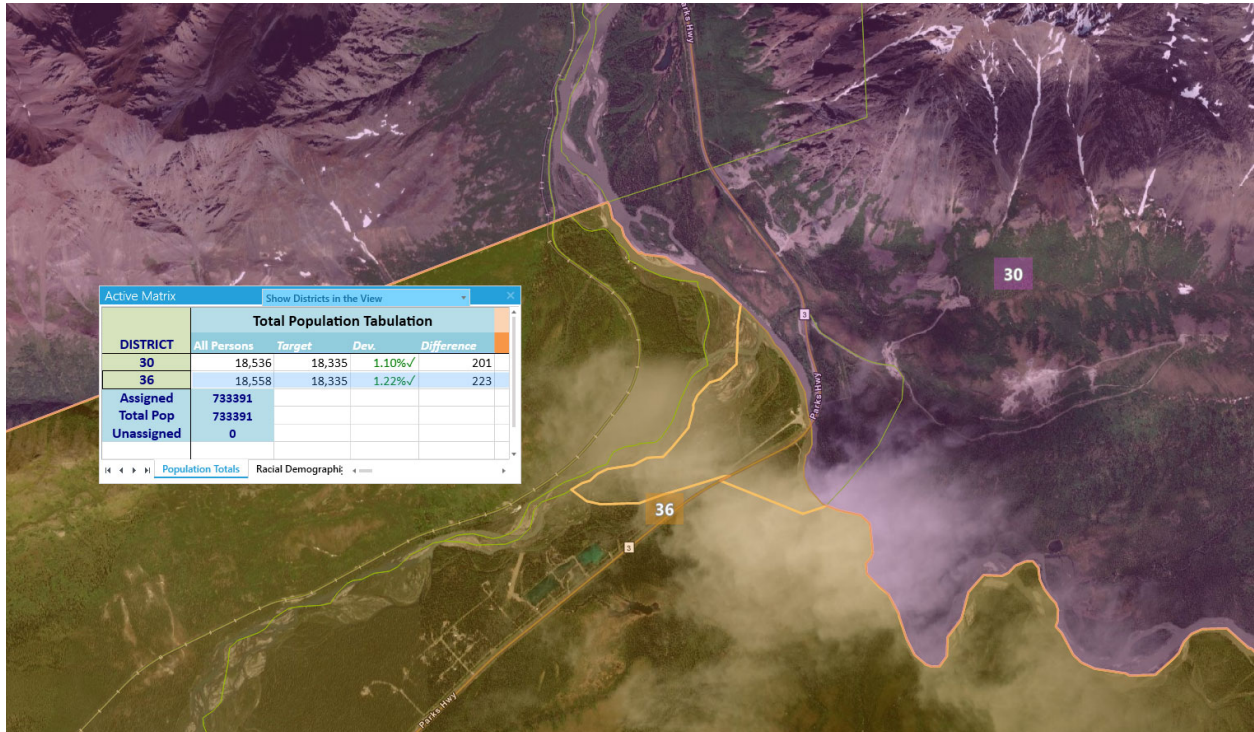 Parks Hwy
30
3
Active Matrix Show Districts in the View
Total Population Tabulation
DISTRICT All Persons Target Dev. Difference
30 18,536 18,335 1.10%✓ 201
36 18,558 18,335 1.22%✓ 223
Assigned 733391
Total Pop 733391
Unassigned 0
Population Totals Racial Demographi
Parks Hwy
36
3
Parks Hwy